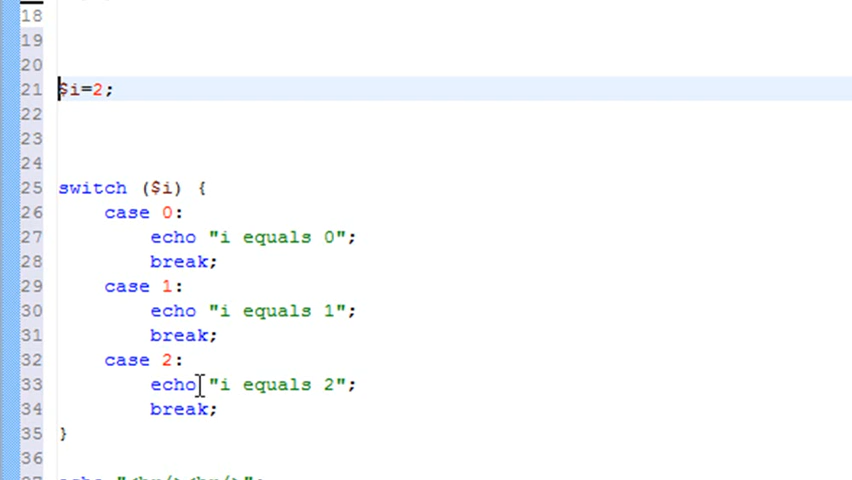 18
19
20
21 $i=2;
22
23
24
25 switch ($i) {
26 case 0:
27 echo "i equals 0";
28 break;
29 case 1:
30 echo "i equals 1";
31 break;
32 case 2:
33 echo "i equals 2";
34 break;
35 }
36